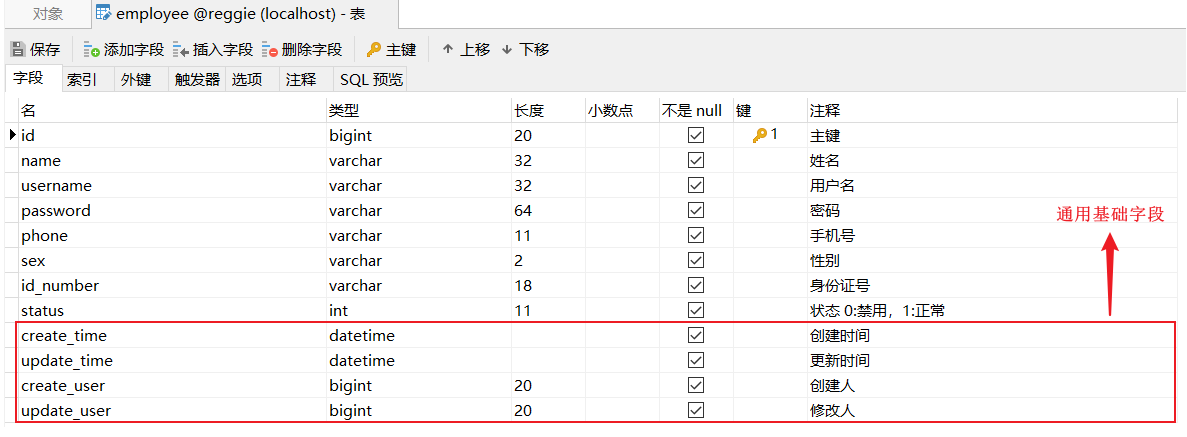 对象 employee @reggie (localhost) - 表
保存 添加字段 插入字段 删除字段 主键 上移 下移
字段 索引 外键 触发器 选项 注释 SQL 预览
名 类型 长度 小数点 不是 null 键 注释
id bigint 20 1 主键
name varchar 32 姓名
username varchar 32 用户名
password varchar 64 密码
通用基础字段
phone varchar 11 手机号
sex varchar 2 性别
id_number varchar 18 身份证号
status int 11 状态 0:禁用，1:正常
create_time datetime 创建时间
update_time datetime 更新时间
create_user bigint 20 创建人
update_user bigint 20 修改人